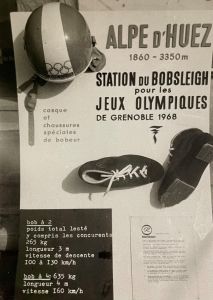 ALPE D'HUEZ
1860 - 3350m
STATION DU BOBSLEIGH
pour les
JEUX OLYMPIQUES
DE GRENOBLE 1968
casque
et
chaussures
spéciales
de bobeur
bob à 2
poids total lesté
y compris les concurents
265 kg
longueur 3 m
vitesse de descente
100 à 130 km/h
bob à 4: 635 kg
longueur 4 m
vitesse 160 km/h